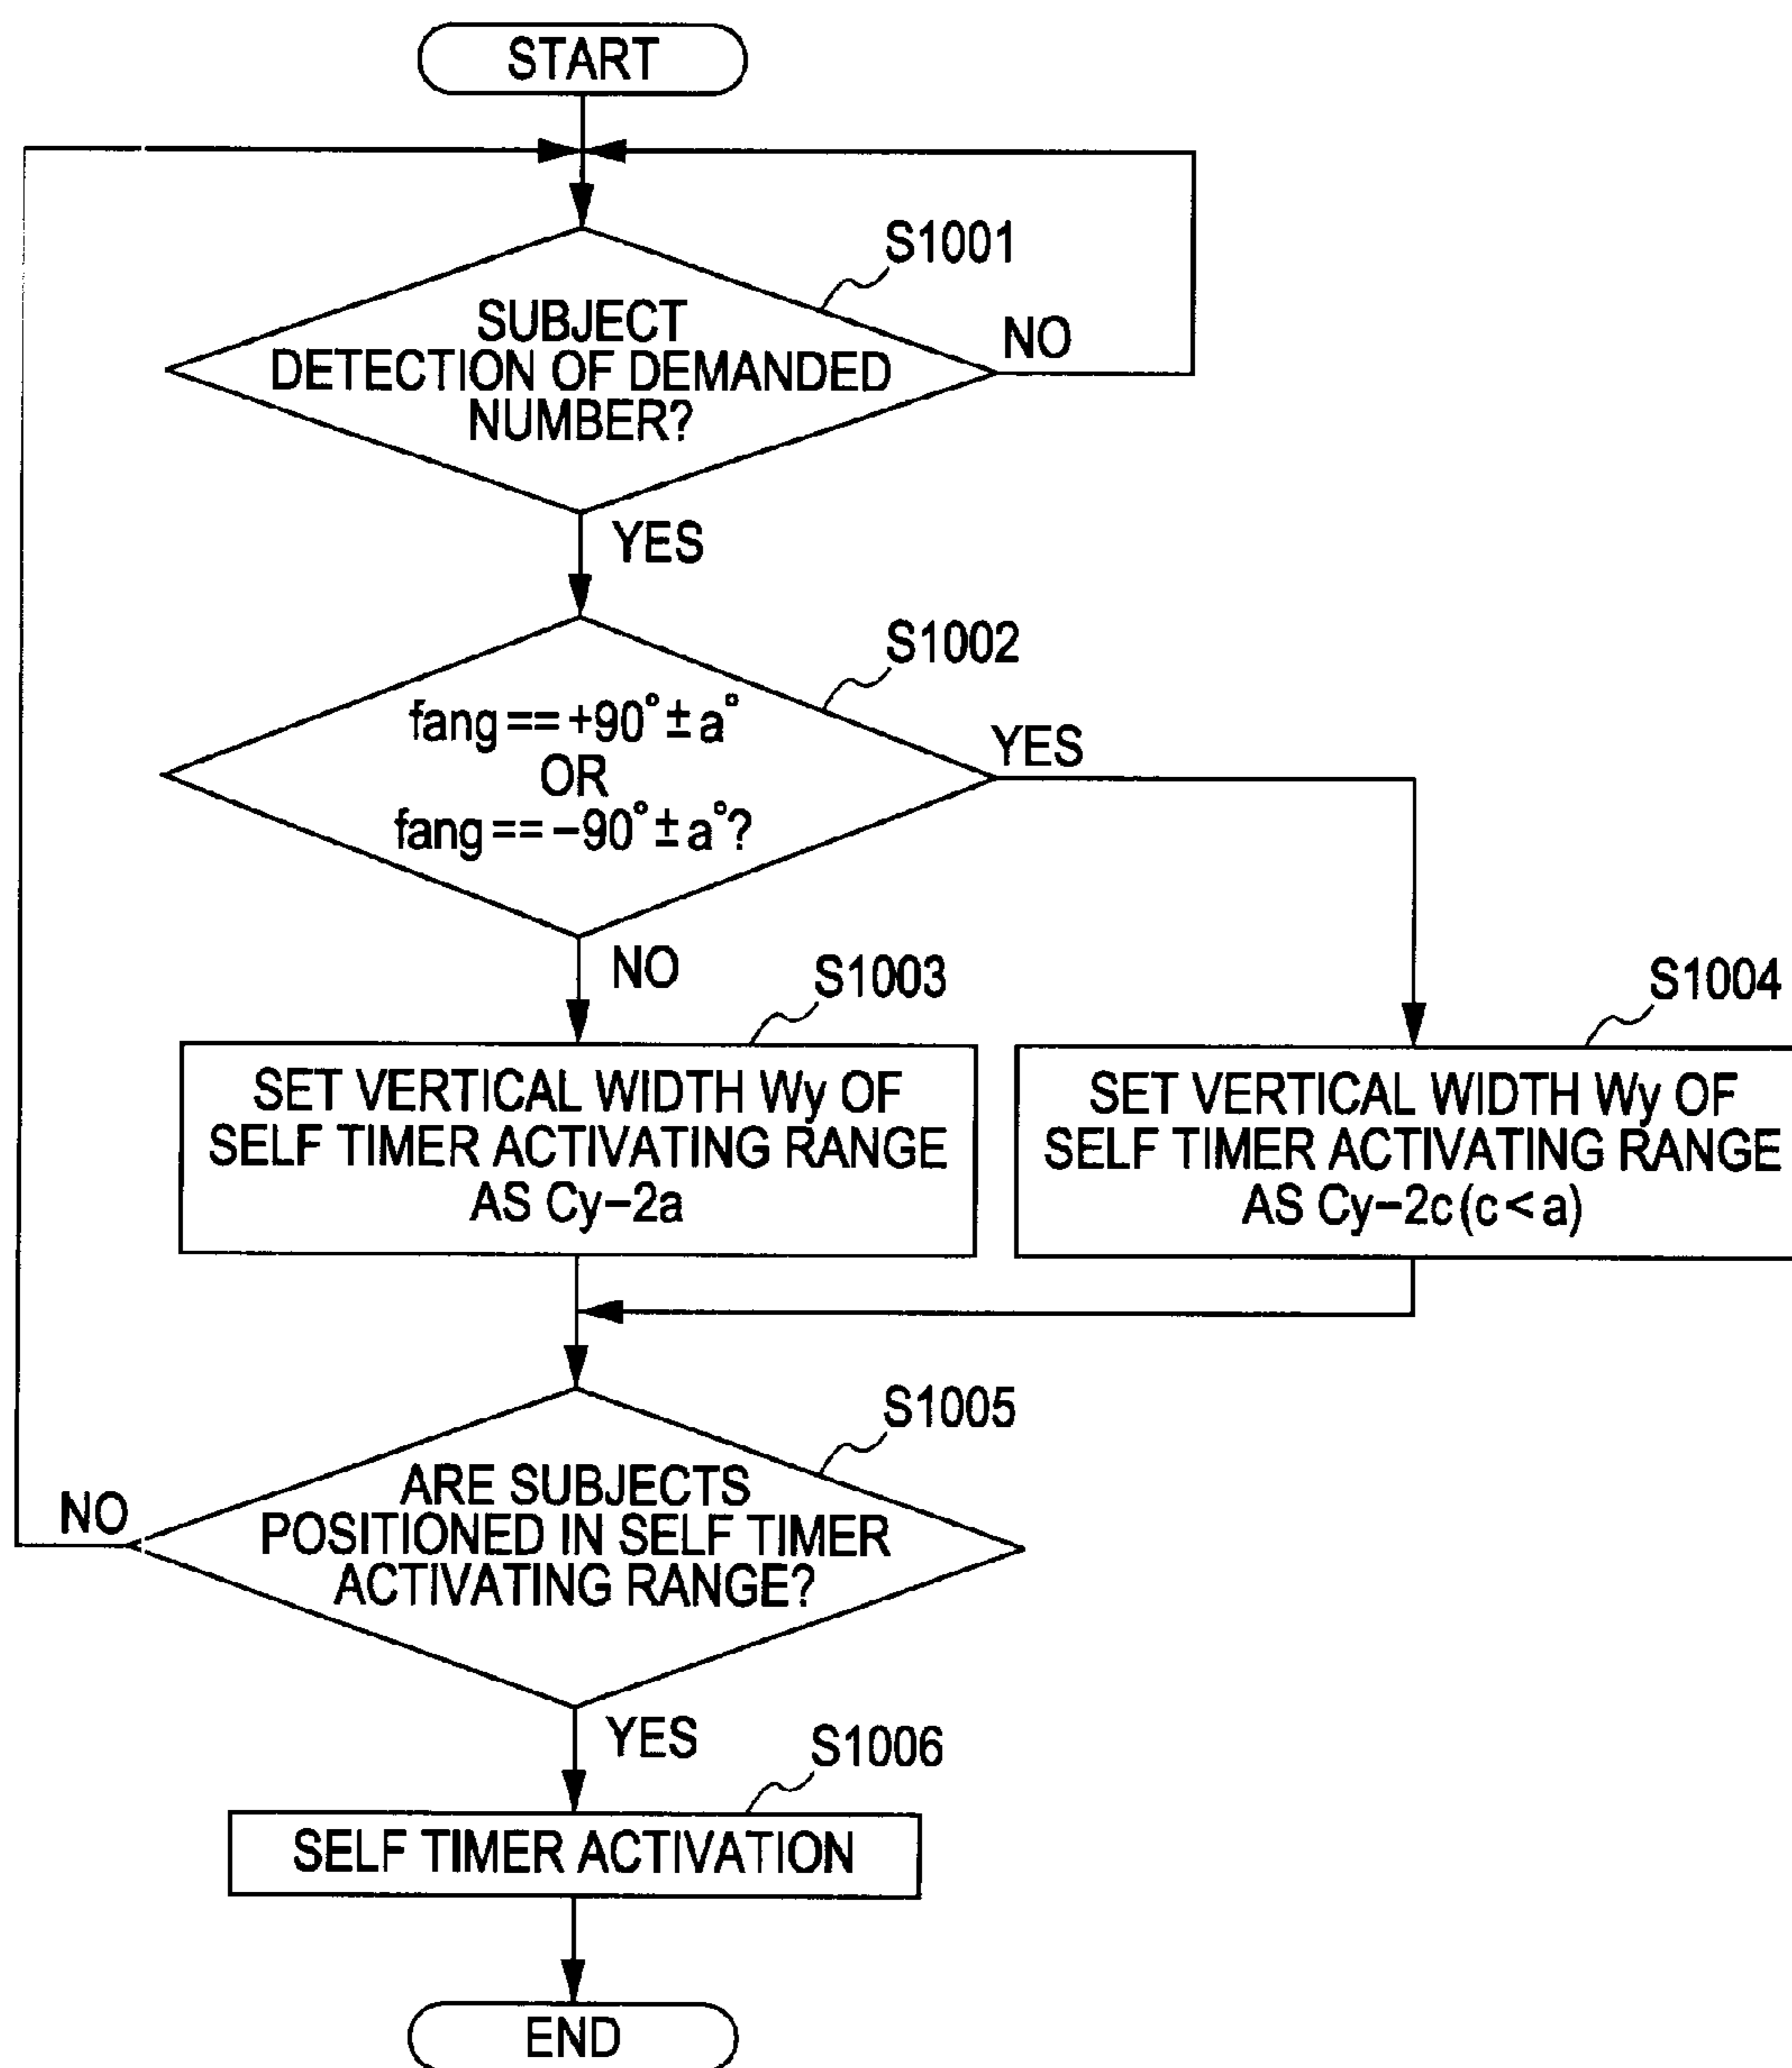 START
S1001
SUBJECT
DETECTION OF DEMANDED
NUMBER?
NO
YES
S1002
fang==+90°±a°
OR
fang==−90°±a°?
YES
NO
S1003
SET VERTICAL WIDTH Wy OF
SELF TIMER ACTIVATING RANGE
AS Cy−2a
S1004
SET VERTICAL WIDTH Wy OF
SELF TIMER ACTIVATING RANGE
AS Cy−2c(c<a)
S1005
ARE SUBJECTS
POSITIONED IN SELF TIMER
ACTIVATING RANGE?
NO
YES
S1006
SELF TIMER ACTIVATION
END